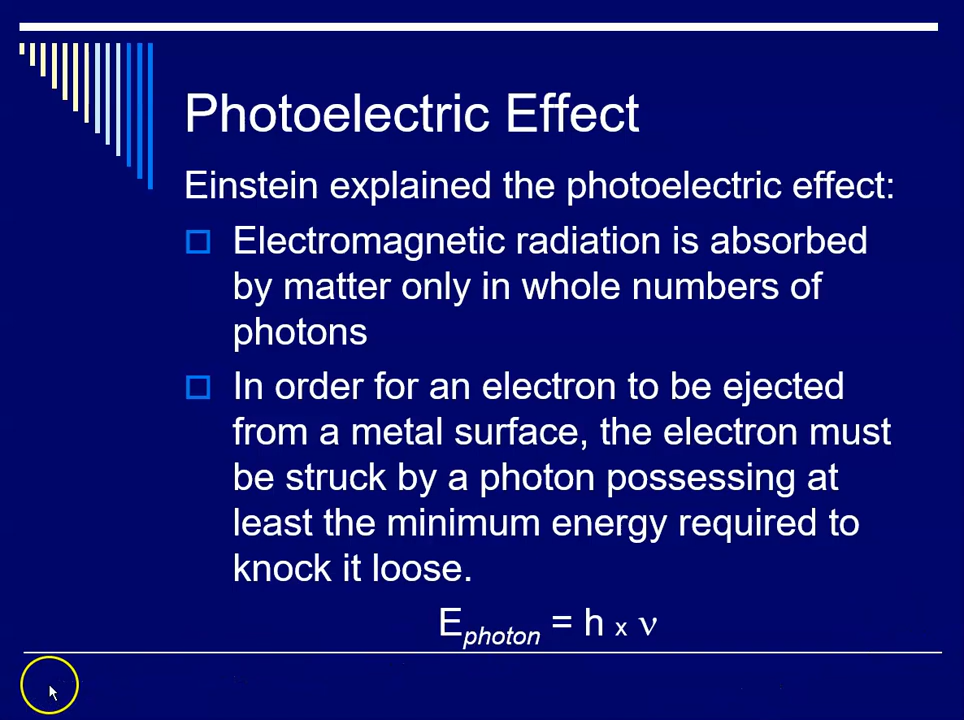 Photoelectric Effect
Einstein explained the photoelectric effect:
Electromagnetic radiation is absorbed
by matter only in whole numbers of
photons
In order for an electron to be ejected
from a metal surface, the electron must
be struck by a photon possessing at
least the minimum energy required to
knock it loose.
Ephoton = h x ν